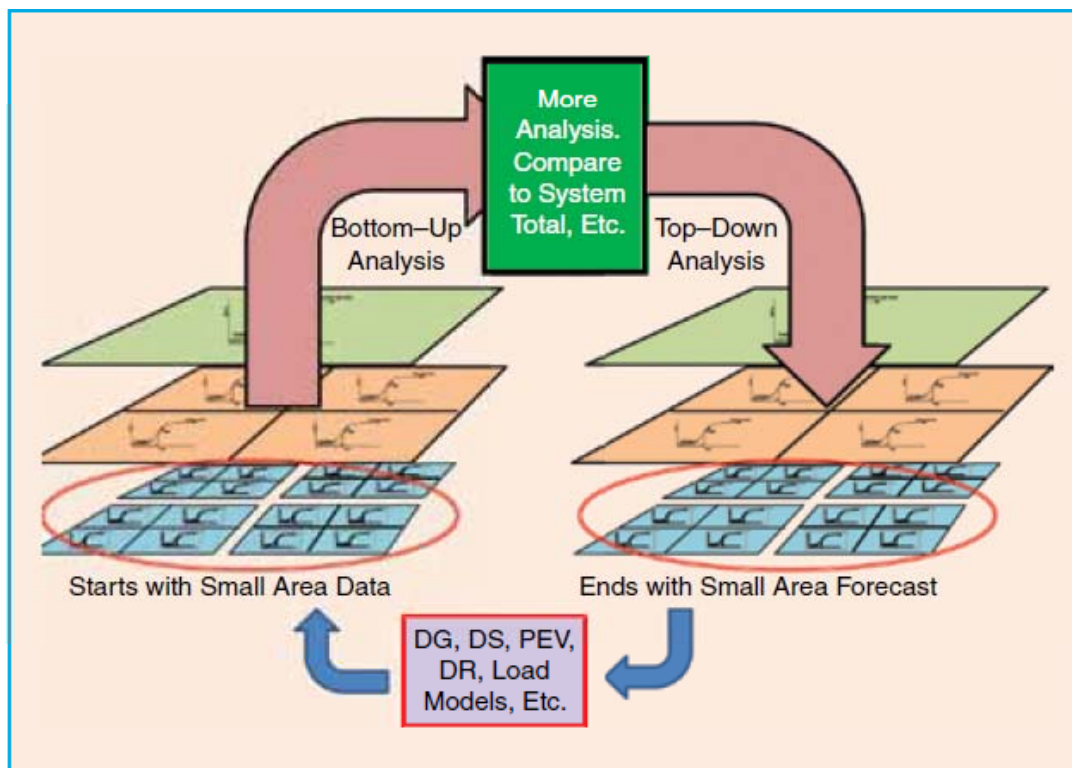 More
Analysis.
Compare
to System
Total, Etc.
Bottom–Up
Analysis
Top–Down
Analysis
Starts with Small Area Data
Ends with Small Area Forecast
DG, DS, PEV,
DR, Load
Models, Etc.